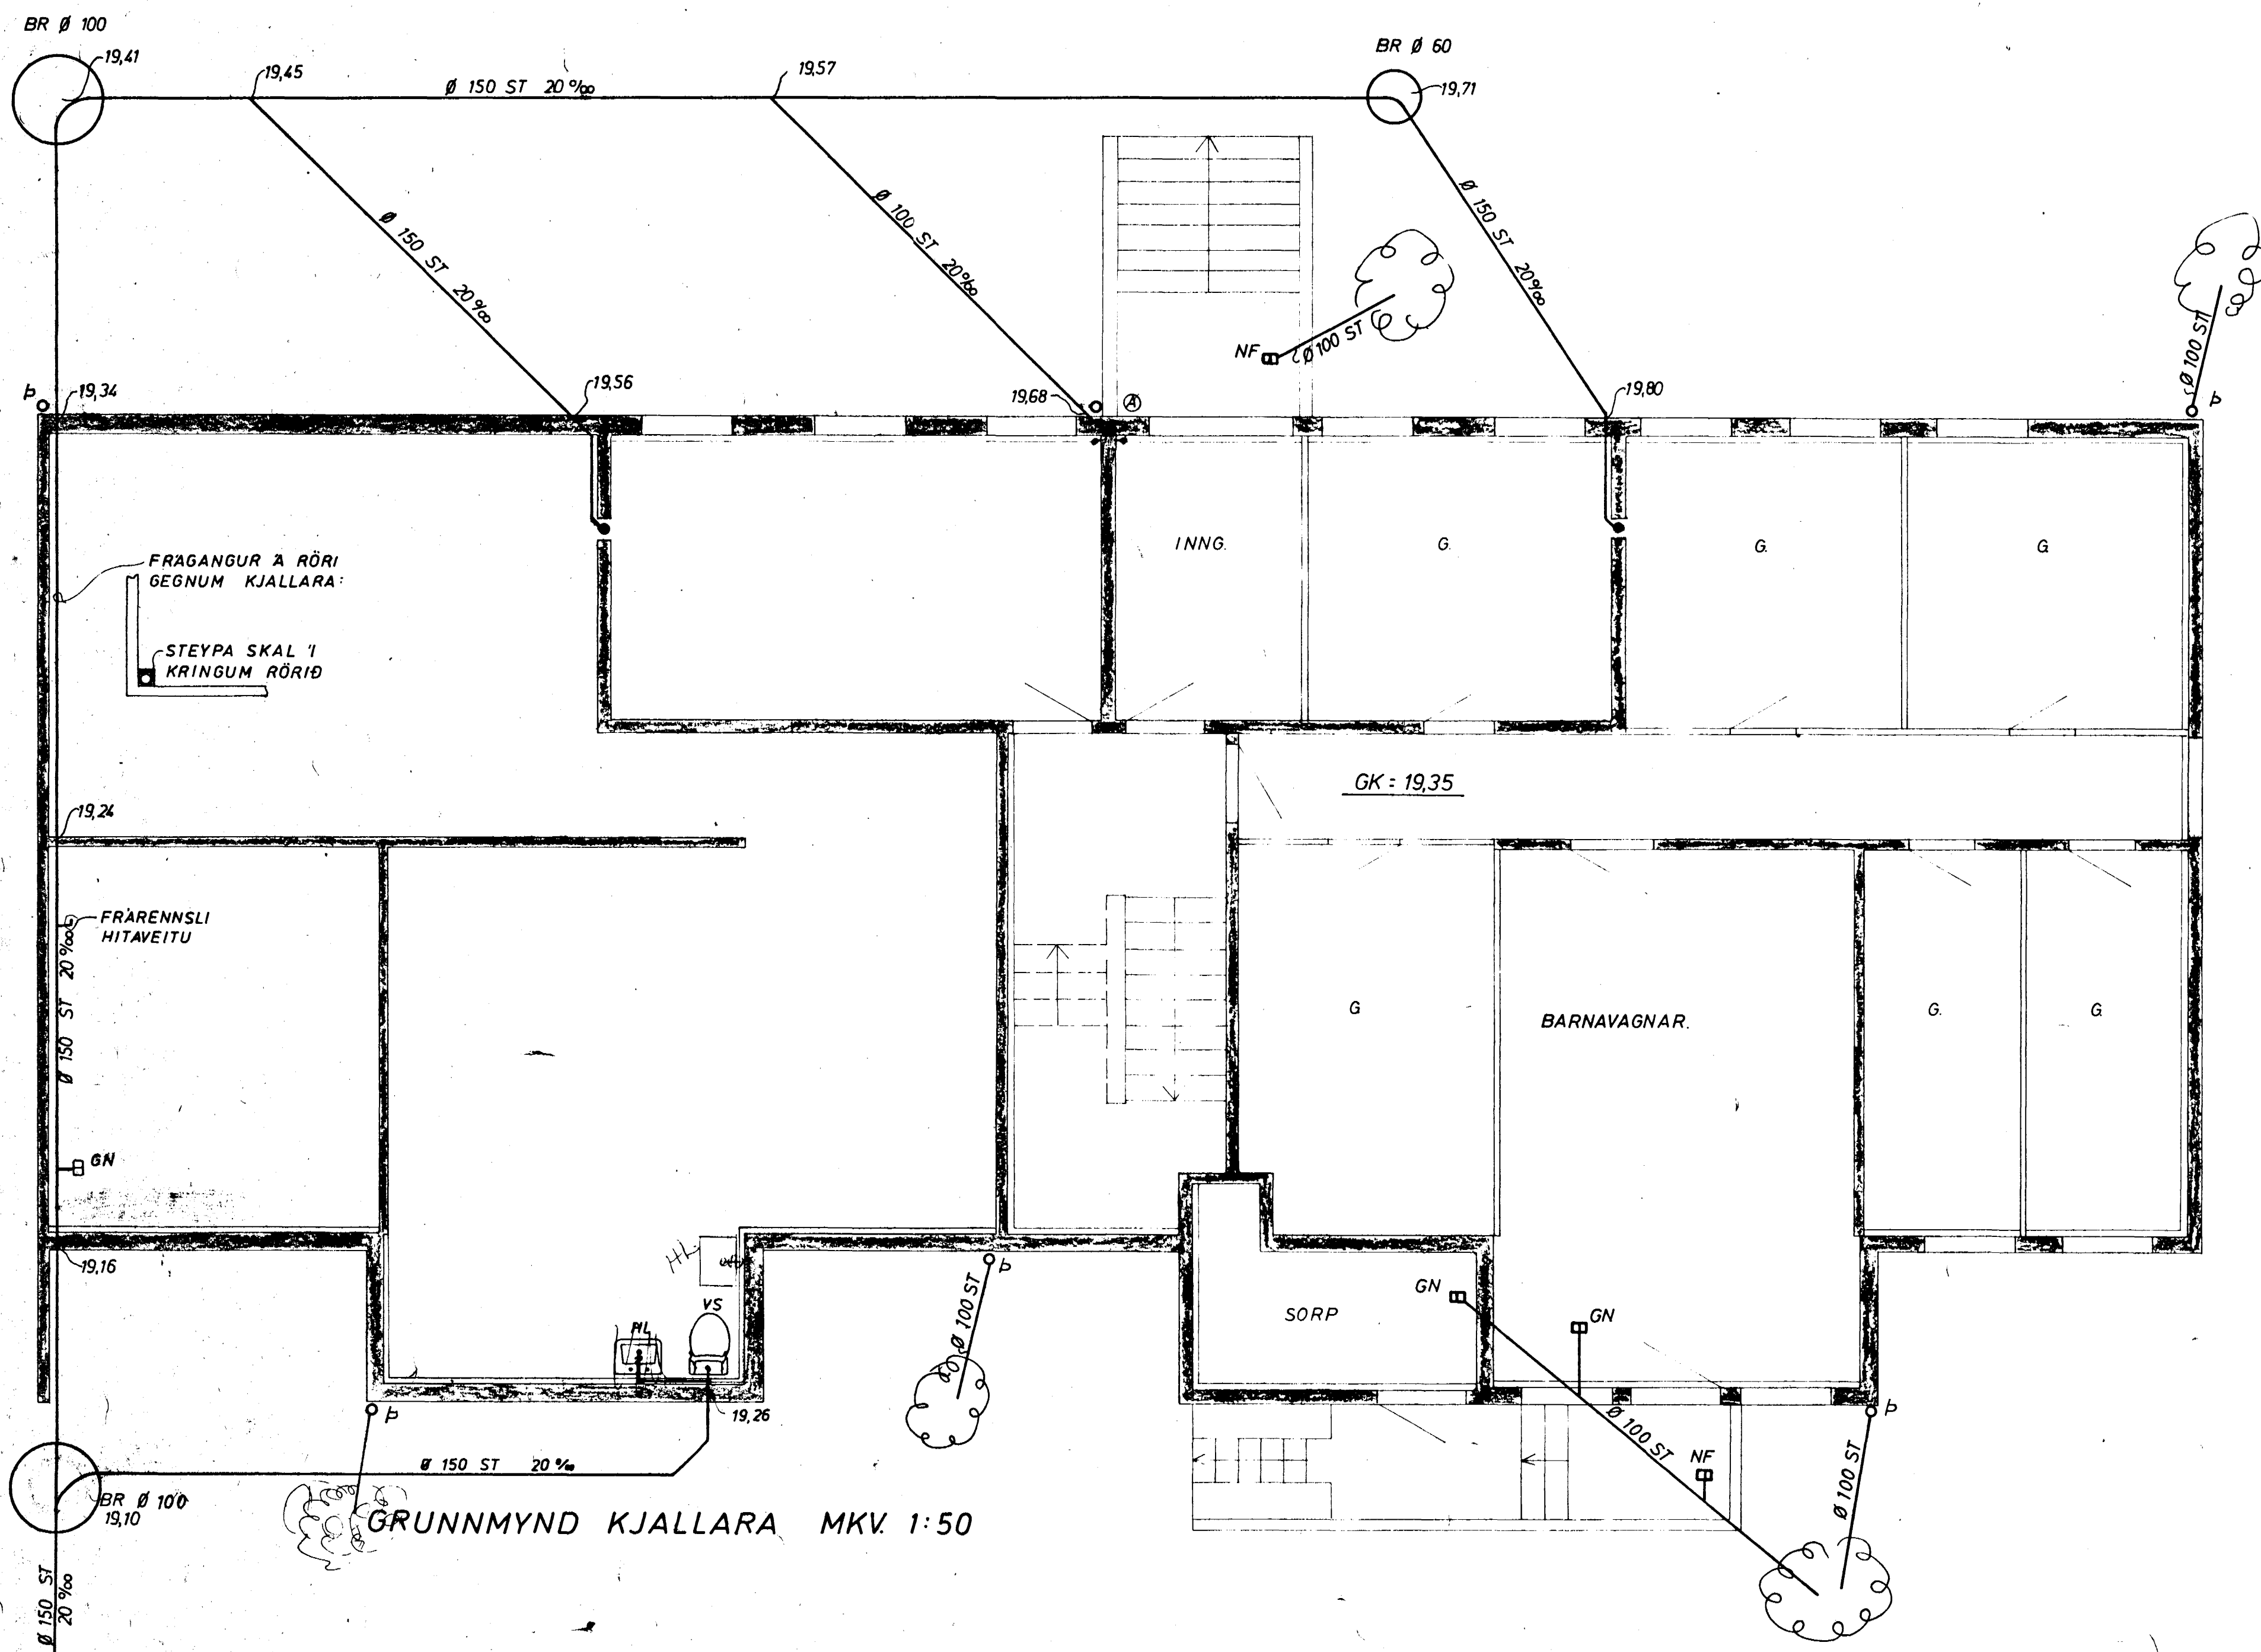 BR Ø 100
19,41
19,45
Ø 150 ST 20 ‰
19,57
BR Ø 60
19,71
Ø 150 ST 20‰
Ø 100 ST 20‰
Ø 150 ST 20‰
NF
Ø 100 ST
Ø 100 ST
Þ
19,34
19,56
19,68
A
19,80
Þ
FRÁGANGUR Á RÖRI
GEGNUM KJALLARA:
STEYPA SKAL Í
KRINGUM RÖRIÐ
INNG.
G.
G.
G
GK = 19,35
19,24
FRÁRENNSLI
HITAVEITU
Ø 150 ST 20‰
G
BARNAVAGNAR.
G.
G.
GN
19,16
HL
VS
HL
19,26
Þ
Ø 100 ST
SORP
GN
GN
Þ
Ø 150 ST 20 ‰
Ø 100 ST
NF
Þ
Ø 100 ST
BR Ø 100
19,10
GRUNNMYND KJALLARA MKV. 1:50
Ø 150 ST
20‰